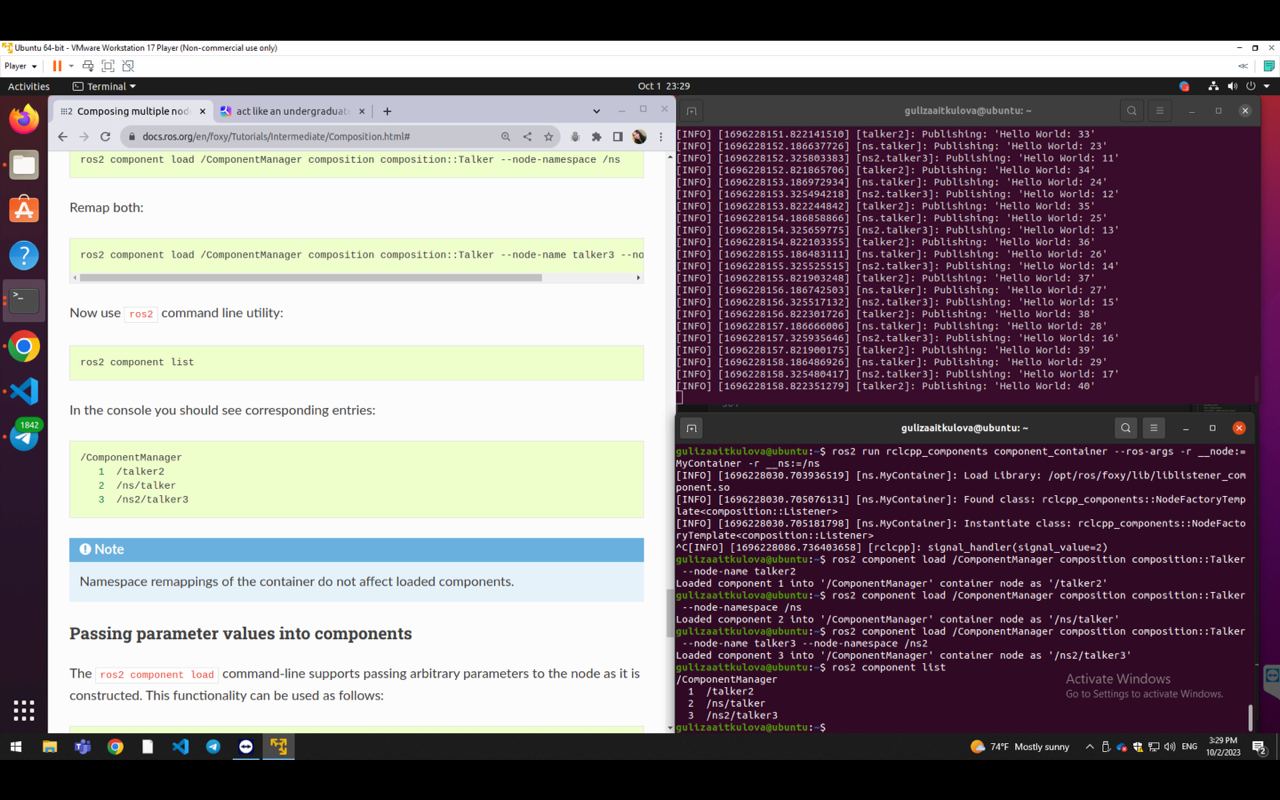 Ubuntu 64-bit - VMware Workstation 17 Player (Non-commercial use only)
Player
Activities
Terminal
Oct 1 23:29
Composing multiple nod
act like an undergraduat
docs.ros.org/en/foxy/Tutorials/Intermediate/Composition.html#
ros2 component load /ComponentManager composition composition::Talker --node-namespace /ns
Remap both:
ros2 component load /ComponentManager composition composition::Talker --node-name talker3 --no
Now use ros2 command line utility:
ros2 component list
In the console you should see corresponding entries:
/ComponentManager
1 /talker2
2 /ns/talker
3 /ns2/talker3
Note
Namespace remappings of the container do not affect loaded components.
Passing parameter values into components
The ros2 component load command-line supports passing arbitrary parameters to the node as it is
constructed. This functionality can be used as follows:
1842
gulizaaitkulova@ubuntu: ~
[INFO] [1696228151.822141510] [talker2]: Publishing: 'Hello World: 33'
[INFO] [1696228152.186637726] [ns.talker]: Publishing: 'Hello World: 23'
[INFO] [1696228152.325803383] [ns2.talker3]: Publishing: 'Hello World: 11'
[INFO] [1696228152.821865706] [talker2]: Publishing: 'Hello World: 34'
[INFO] [1696228153.186972934] [ns.talker]: Publishing: 'Hello World: 24'
[INFO] [1696228153.325494218] [ns2.talker3]: Publishing: 'Hello World: 12'
[INFO] [1696228153.822244842] [talker2]: Publishing: 'Hello World: 35'
[INFO] [1696228154.186858866] [ns.talker]: Publishing: 'Hello World: 25'
[INFO] [1696228154.325659775] [ns2.talker3]: Publishing: 'Hello World: 13'
[INFO] [1696228154.822103355] [talker2]: Publishing: 'Hello World: 36'
[INFO] [1696228155.186483111] [ns.talker]: Publishing: 'Hello World: 26'
[INFO] [1696228155.325525515] [ns2.talker3]: Publishing: 'Hello World: 14'
[INFO] [1696228155.821903248] [talker2]: Publishing: 'Hello World: 37'
[INFO] [1696228156.186742503] [ns.talker]: Publishing: 'Hello World: 27'
[INFO] [1696228156.325517132] [ns2.talker3]: Publishing: 'Hello World: 15'
[INFO] [1696228156.822301726] [talker2]: Publishing: 'Hello World: 38'
[INFO] [1696228157.186666006] [ns.talker]: Publishing: 'Hello World: 28'
[INFO] [1696228157.325935646] [ns2.talker3]: Publishing: 'Hello World: 16'
[INFO] [1696228157.821900175] [talker2]: Publishing: 'Hello World: 39'
[INFO] [1696228158.186486926] [ns.talker]: Publishing: 'Hello World: 29'
[INFO] [1696228158.325480417] [ns2.talker3]: Publishing: 'Hello World: 17'
[INFO] [1696228158.822351279] [talker2]: Publishing: 'Hello World: 40'
gulizaaitkulova@ubuntu: ~
gulizaaitkulova@ubuntu:~$ ros2 run rclcpp_components component_container --ros-args -r __node:=
MyContainer -r __ns:=/ns
[INFO] [1696228030.703936519] [ns.MyContainer]: Load Library: /opt/ros/foxy/lib/liblistener_com
ponent.so
[INFO] [1696228030.705076131] [ns.MyContainer]: Found class: rclcpp_components::NodeFactoryTemp
late<composition::Listener>
[INFO] [1696228030.705181798] [ns.MyContainer]: Instantiate class: rclcpp_components::NodeFacto
ryTemplate<composition::Listener>
^C[INFO] [1696228086.736403658] [rclcpp]: signal_handler(signal_value=2)
gulizaaitkulova@ubuntu:~$ ros2 component load /ComponentManager composition composition::Talker
--node-name talker2
Loaded component 1 into '/ComponentManager' container node as '/talker2'
gulizaaitkulova@ubuntu:~$ ros2 component load /ComponentManager composition composition::Talker
--node-namespace /ns
Loaded component 2 into '/ComponentManager' container node as '/ns/talker'
gulizaaitkulova@ubuntu:~$ ros2 component load /ComponentManager composition composition::Talker
--node-name talker3 --node-namespace /ns2
Loaded component 3 into '/ComponentManager' container node as '/ns2/talker3'
gulizaaitkulova@ubuntu:~$ ros2 component list
/ComponentManager
1 /talker2
2 /ns/talker
3 /ns2/talker3
gulizaaitkulova@ubuntu:~$
Activate Windows
Go to Settings to activate Windows.
74°F Mostly sunny
ENG
3:29 PM
10/2/2023
2